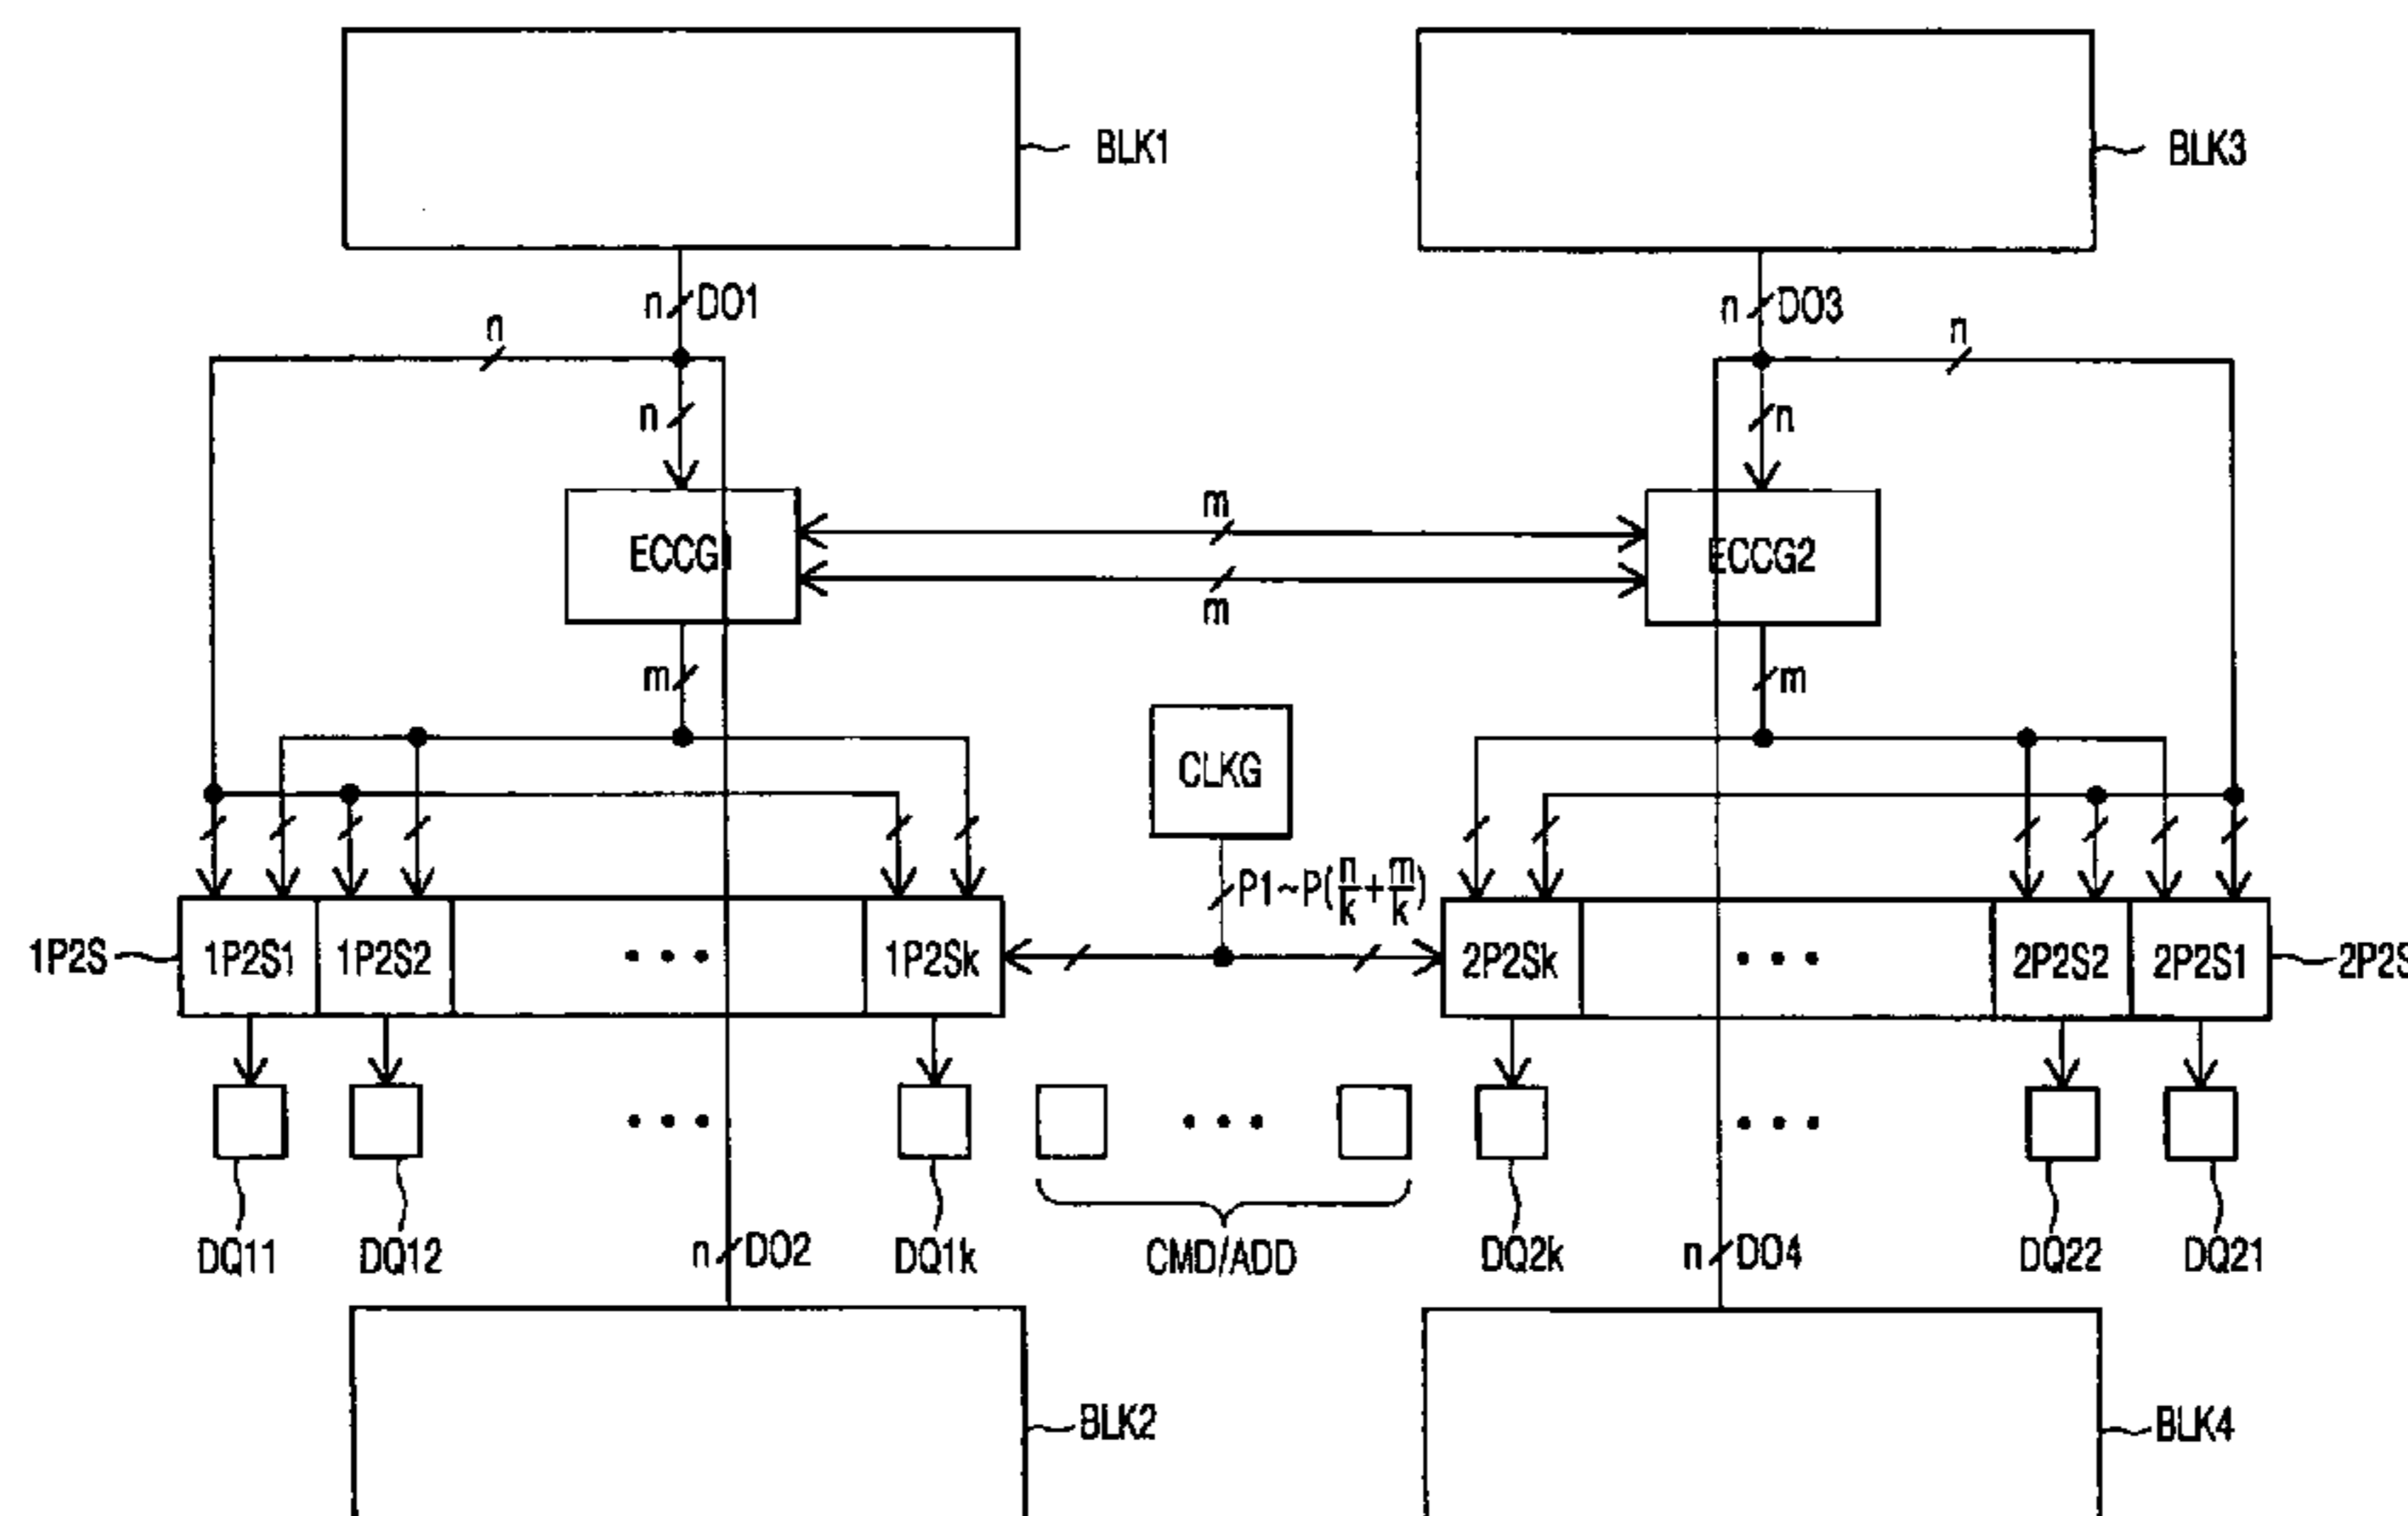 BLK1
BLK3
n DO1
n DO3
n
n
n
n
ECCG1
ECCG2
m
m
m
m
CLKG
P1~P(n/k+m/k)
1P2S
1P2S1
1P2S2
• • •
1P2Sk
2P2Sk
• • •
2P2S2
2P2S1
2P2S
• • •
• • •
• • •
DQ11
DQ12
n DO2
DQ1k
CMD/ADD
DQ2k
n DO4
DQ22
DQ21
BLK2
BLK4